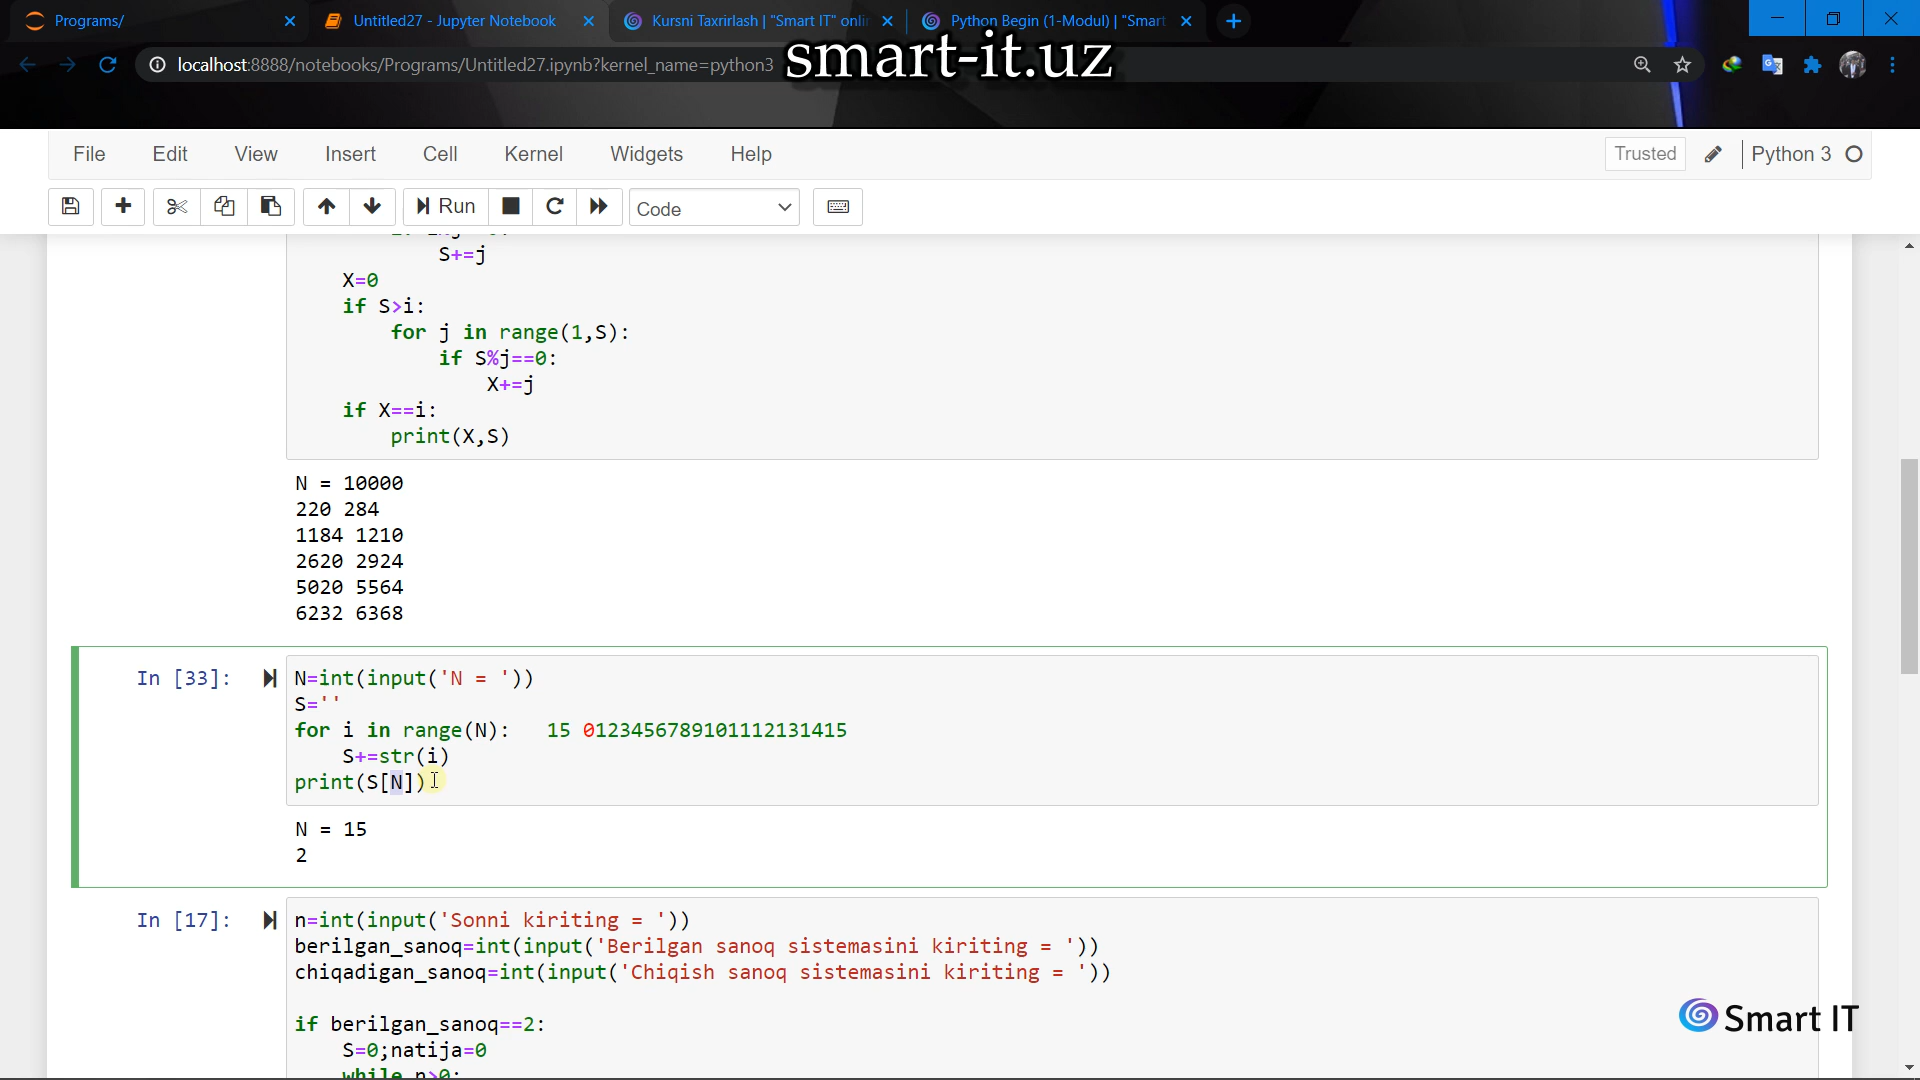 Programs/
Untitled27 - Jupyter Notebook
Kursni Taxrirlash | "Smart IT" onli
Python Begin (1-Modul) | "Smart
localhost:8888/notebooks/Programs/Untitled27.ipynb?kernel_name=python3
smart-it.uz
File Edit View Insert Cell Kernel Widgets Help
Trusted
Python 3
Run
Code
S+=j
X=0
if S>i:
for j in range(1,S):
if S%j==0:
X+=j
if X==i:
print(X,S)
N = 10000
220 284
1184 1210
2620 2924
5020 5564
6232 6368
In [33]:
N=int(input('N = '))
S=''
for i in range(N):   15 0123456789101112131415
S+=str(i)
print(S[N])
N = 15
2
In [17]:
n=int(input('Sonni kiriting = '))
berilgan_sanoq=int(input('Berilgan sanoq sistemasini kiriting = '))
chiqadigan_sanoq=int(input('Chiqish sanoq sistemasini kiriting = '))
if berilgan_sanoq==2:
S=0;natija=0
while n>0:
Smart IT